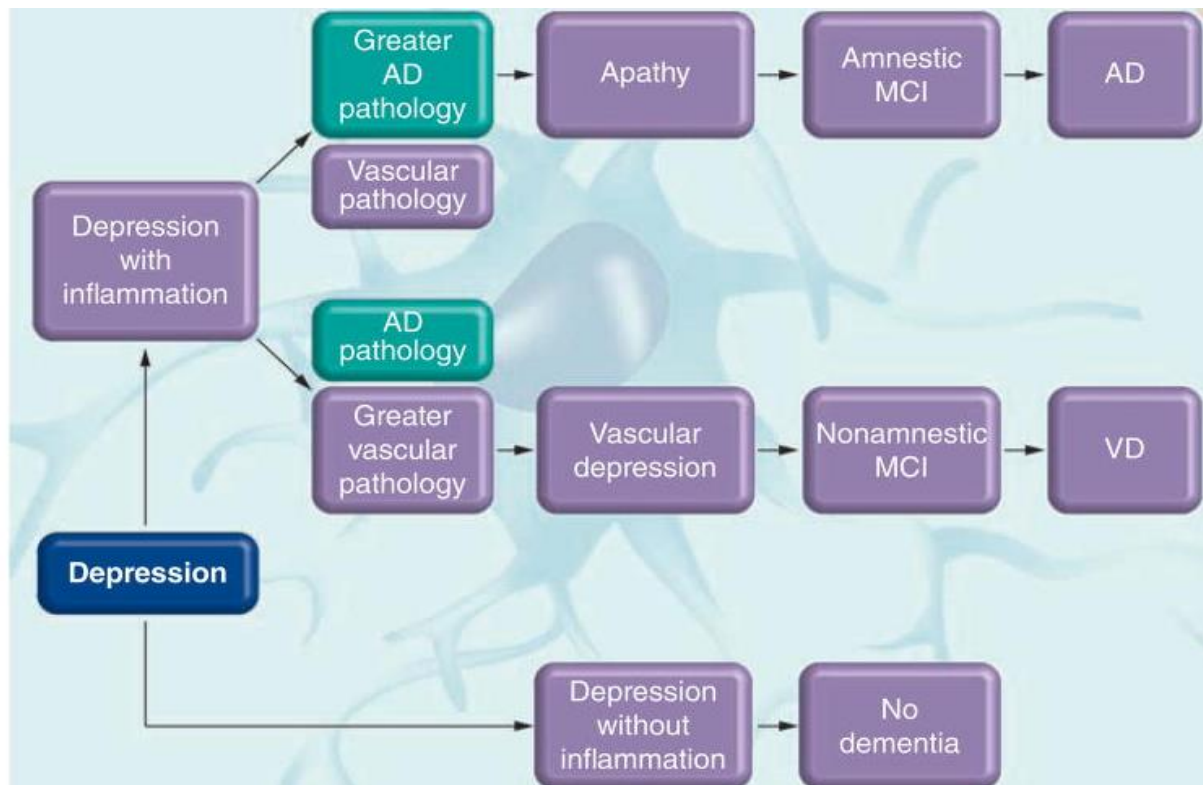 Greater
AD
pathology
Apathy
Amnestic
MCI
AD
Vascular
pathology
Depression
with
inflammation
AD
pathology
Greater
vascular
pathology
Vascular
depression
Nonamnestic
MCI
VD
Depression
Depression
without
inflammation
No
dementia